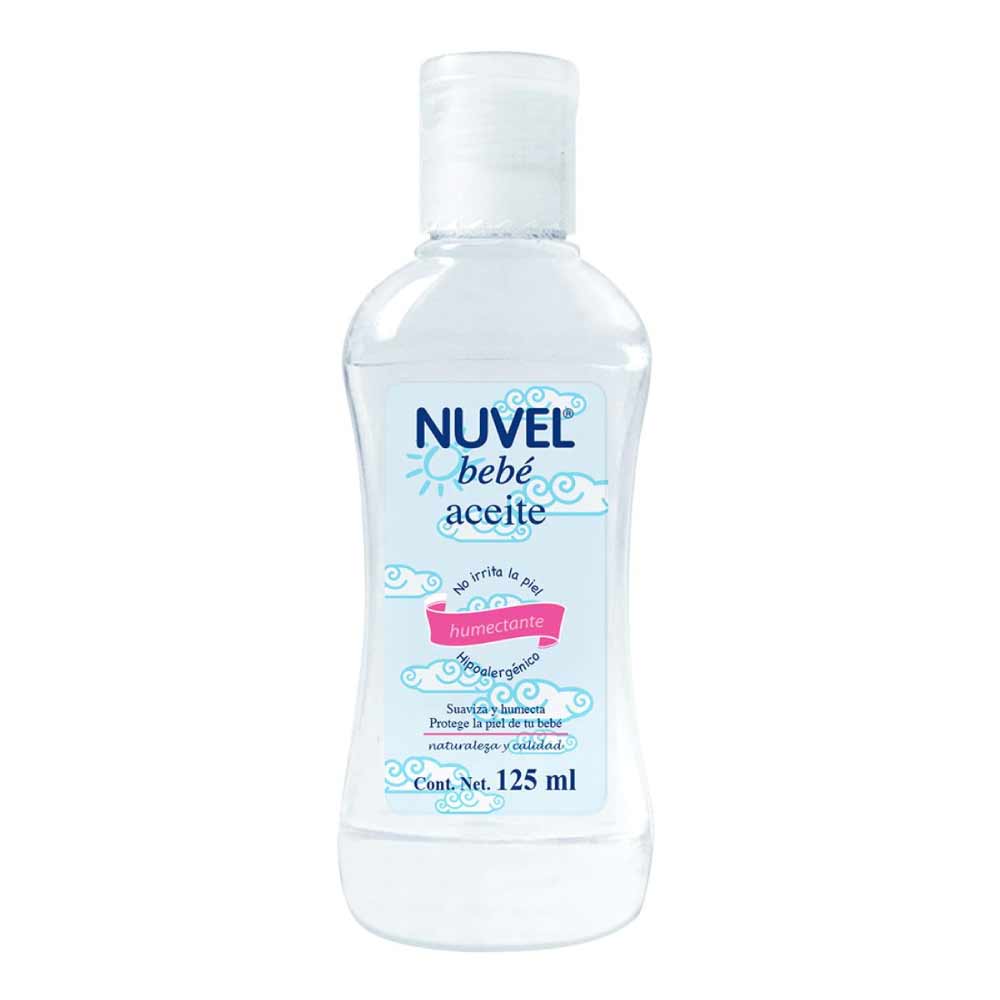 NUVEL®
bebé
aceite
No irrita la piel
humectante
Hipoalergénico
Suaviza y humecta
Protege la piel de tu bebé
naturaleza y calidad
Cont. Net. 125 ml